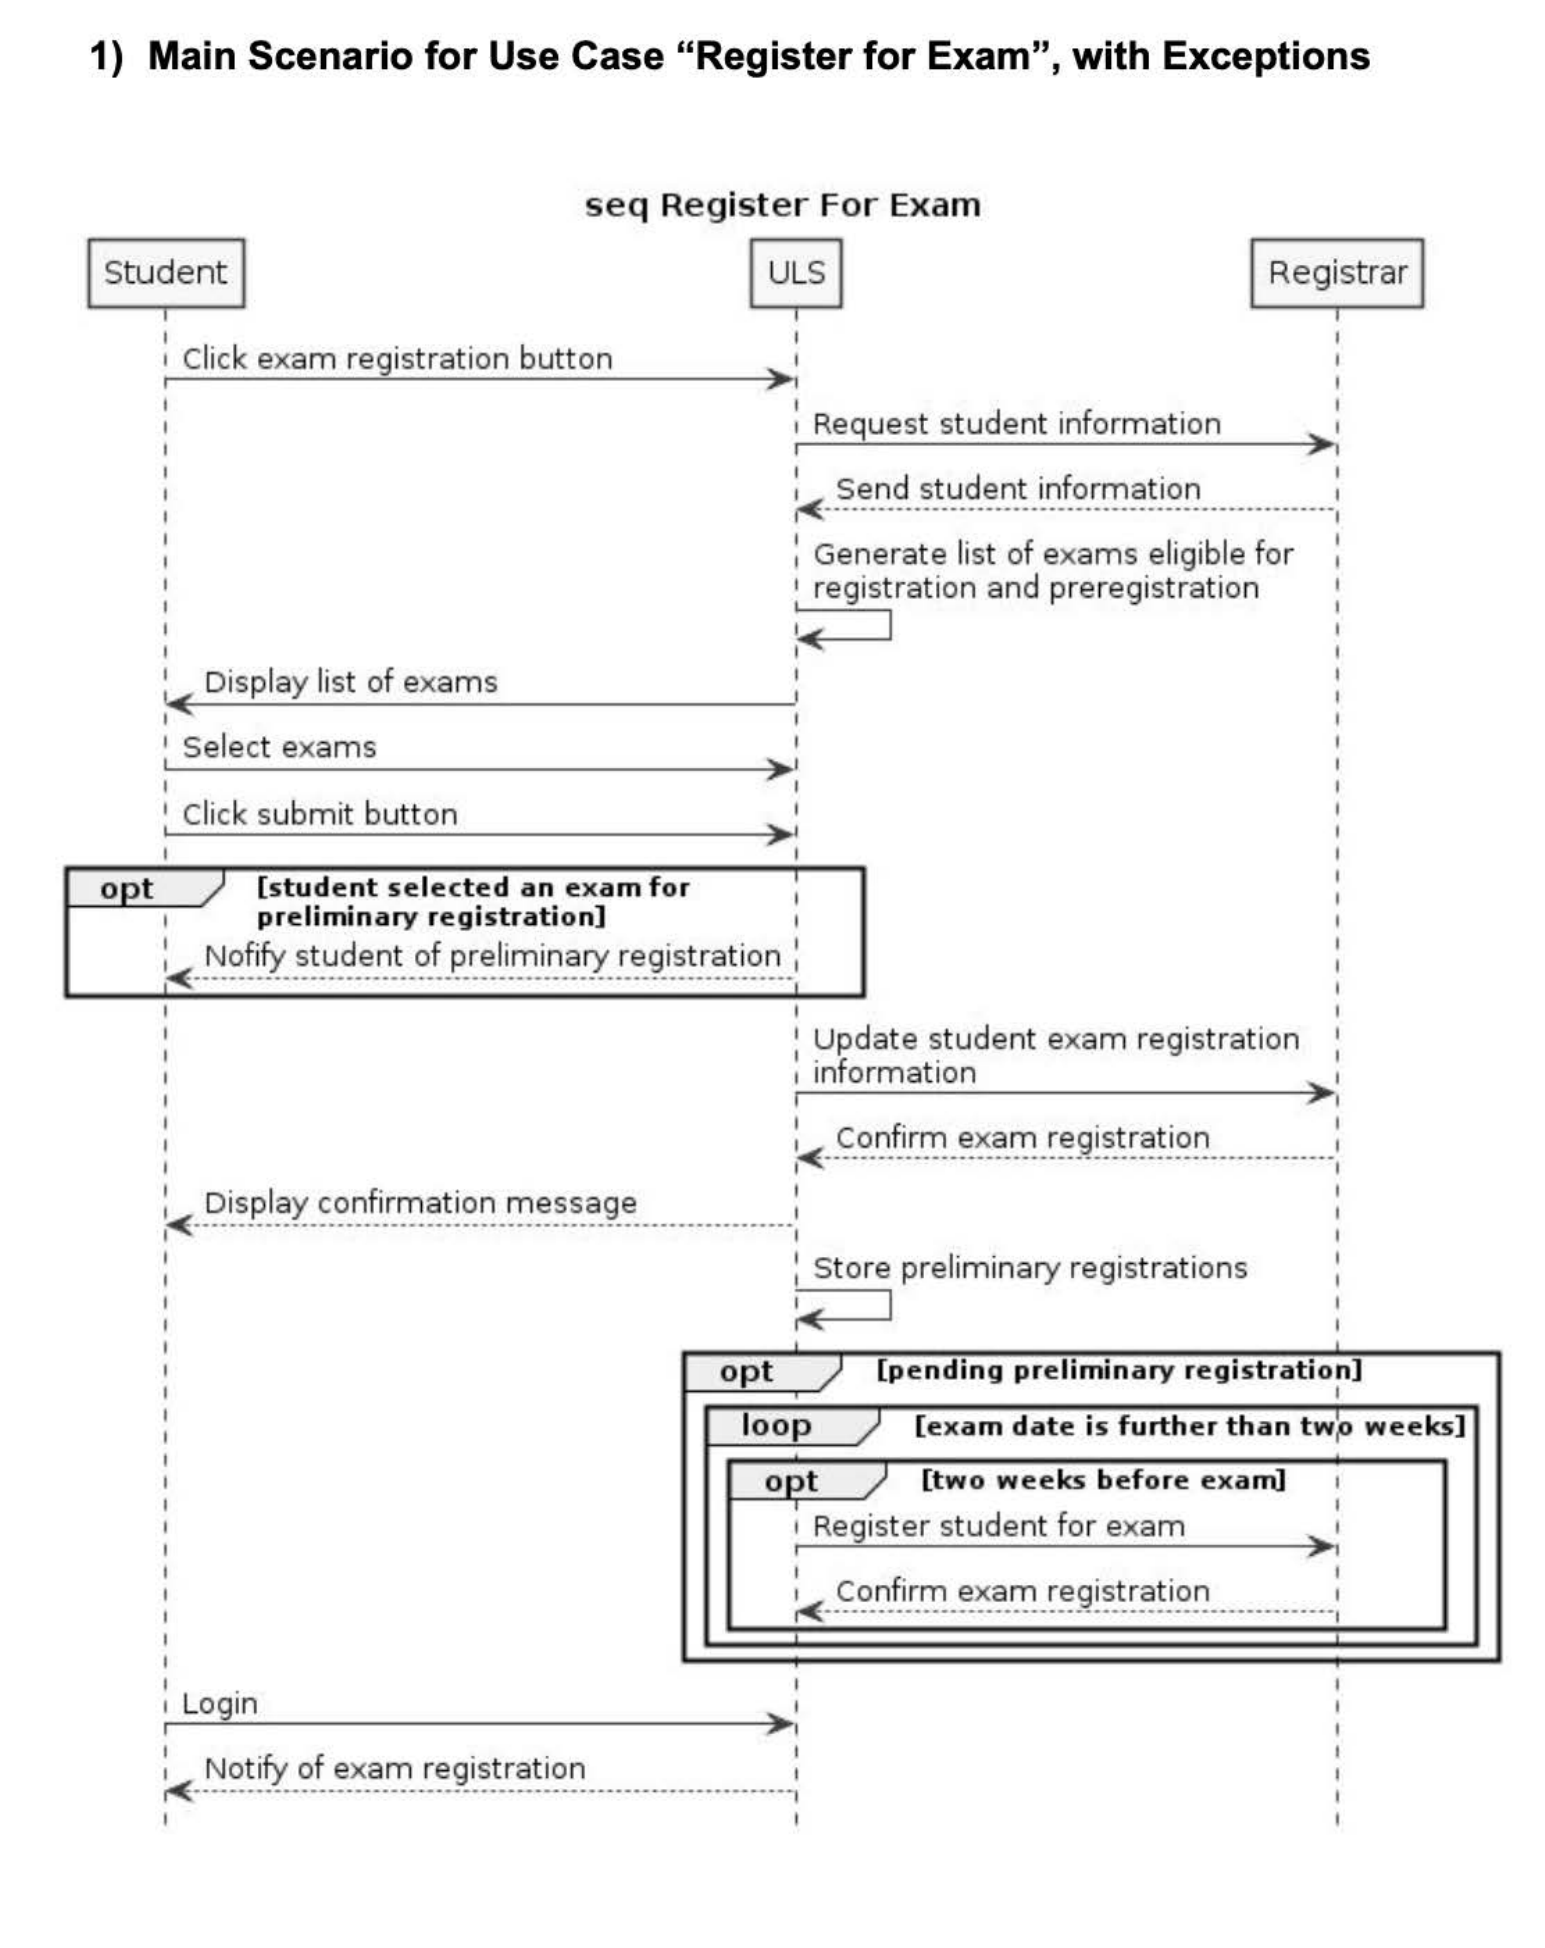 1) Main Scenario for Use Case “Register for Exam”, with Exceptions
seq Register For Exam
Student
ULS
Registrar
Click exam registration button
Request student information
Send student information
Generate list of exams eligible for
registration and preregistration
Display list of exams
Select exams
Click submit button
opt
[student selected an exam for
preliminary registration]
Nofify student of preliminary registration
Update student exam registration
information
Confirm exam registration
Display confirmation message
Store preliminary registrations
opt
[pending preliminary registration]
loop
[exam date is further than two weeks]
opt
[two weeks before exam]
Register student for exam
Confirm exam registration
Login
Notify of exam registration